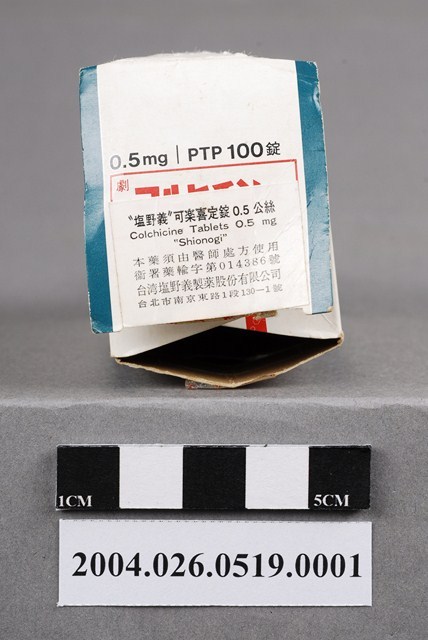 0.5mg | PTP 100錠
劇
"塩野義"可楽喜定錠 0.5 公絲
Colchicine Tablets 0.5 mg
"Shionogi"
本藥須由醫師處方使用
衛署藥輸字第014386號
台湾塩野義製薬股份有限公司
台北市南京東路1段130—1號
1CM
5CM
2004.026.0519.0001